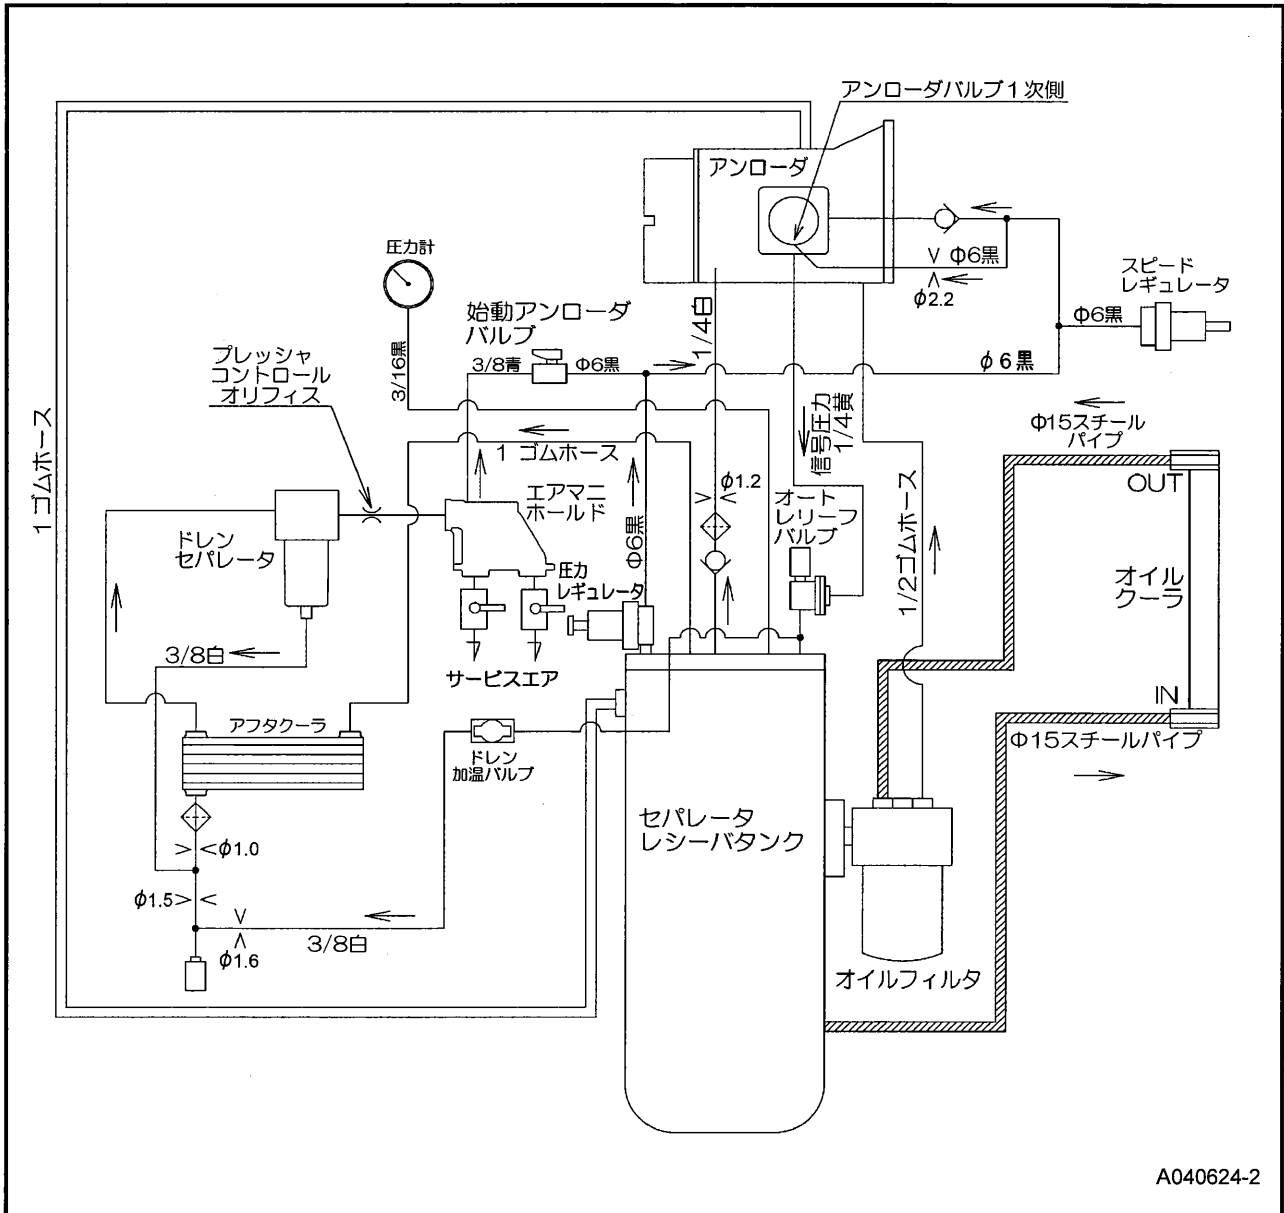 アンローダバルブ1次側
アンローダ
圧力計
V Φ6黒
Λ
Φ2.2
スピード
レギュレータ
Φ6黒
始動アンローダ
バルブ
3/8青
Φ6黒
1/4白
φ6黒
プレッシャ
コントロール
オリフィス
3/16黒
1ゴムホース
1 ゴムホース
信号圧力
1/4黄
Φ15スチール
パイプ
OUT
Φ1.2
エアマニ
ホールド
オート
レリーフ
バルブ
ドレン
セパレータ
Φ6黒
1/2ゴムホース
圧力
レギュレータ
オイル
クーラ
3/8白
サービスエア
IN
アフタクーラ
Φ15スチールパイプ
ドレン
加温バルブ
セパレータ
レシーバタンク
Φ1.0
Φ1.5
V
Λ
Φ1.6
3/8白
オイルフィルタ
A040624-2